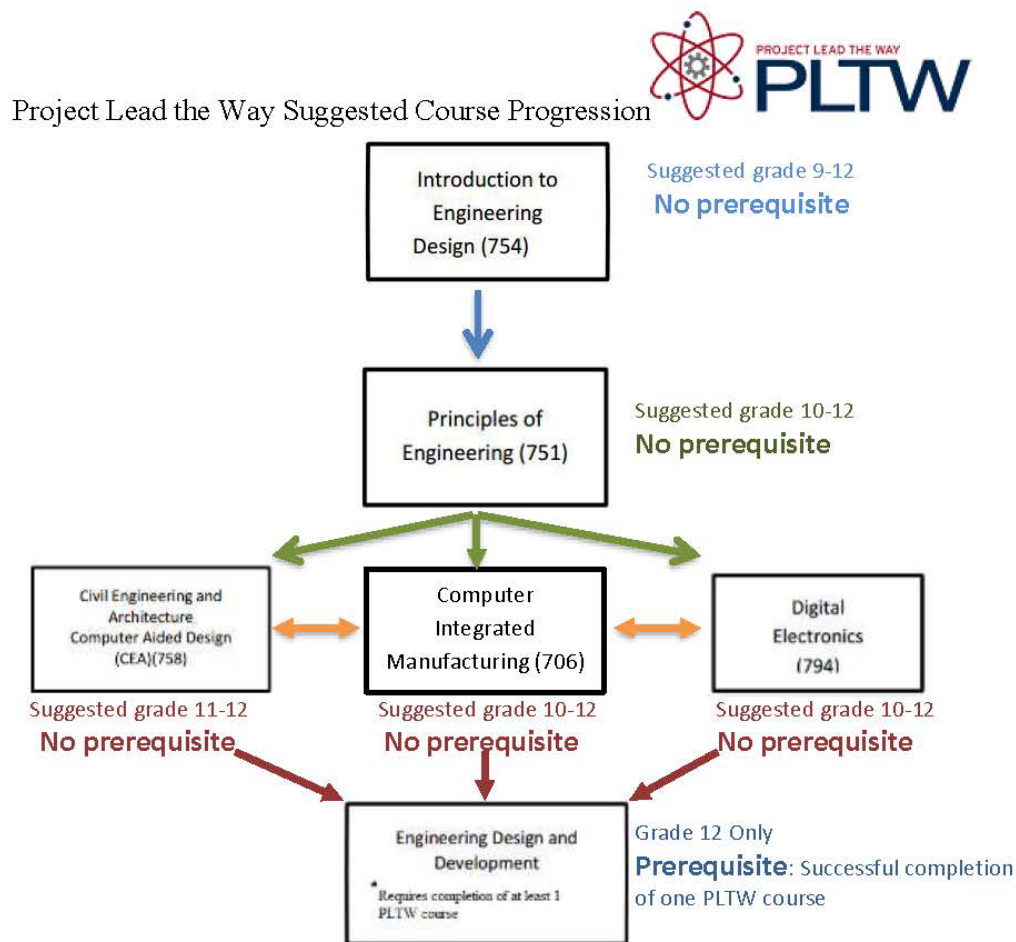 PROJECT LEAD THE WAY
PLTW
Project Lead the Way Suggested Course Progression
Introduction to
Engineering
Design (754)
Suggested grade 9-12
No prerequisite
Principles of
Engineering (751)
Suggested grade 10-12
No prerequisite
Civil Engineering and
Architecture
Computer Aided Design
(CEA)(758)
Computer
Integrated
Manufacturing (706)
Digital
Electronics
(794)
Suggested grade 11-12
No prerequisite
Suggested grade 10-12
No prerequisite
Suggested grade 10-12
No prerequisite
Engineering Design and
Development
*Requires completion of at least 1
PLTW course
Grade 12 Only
Prerequisite: Successful completion
of one PLTW course